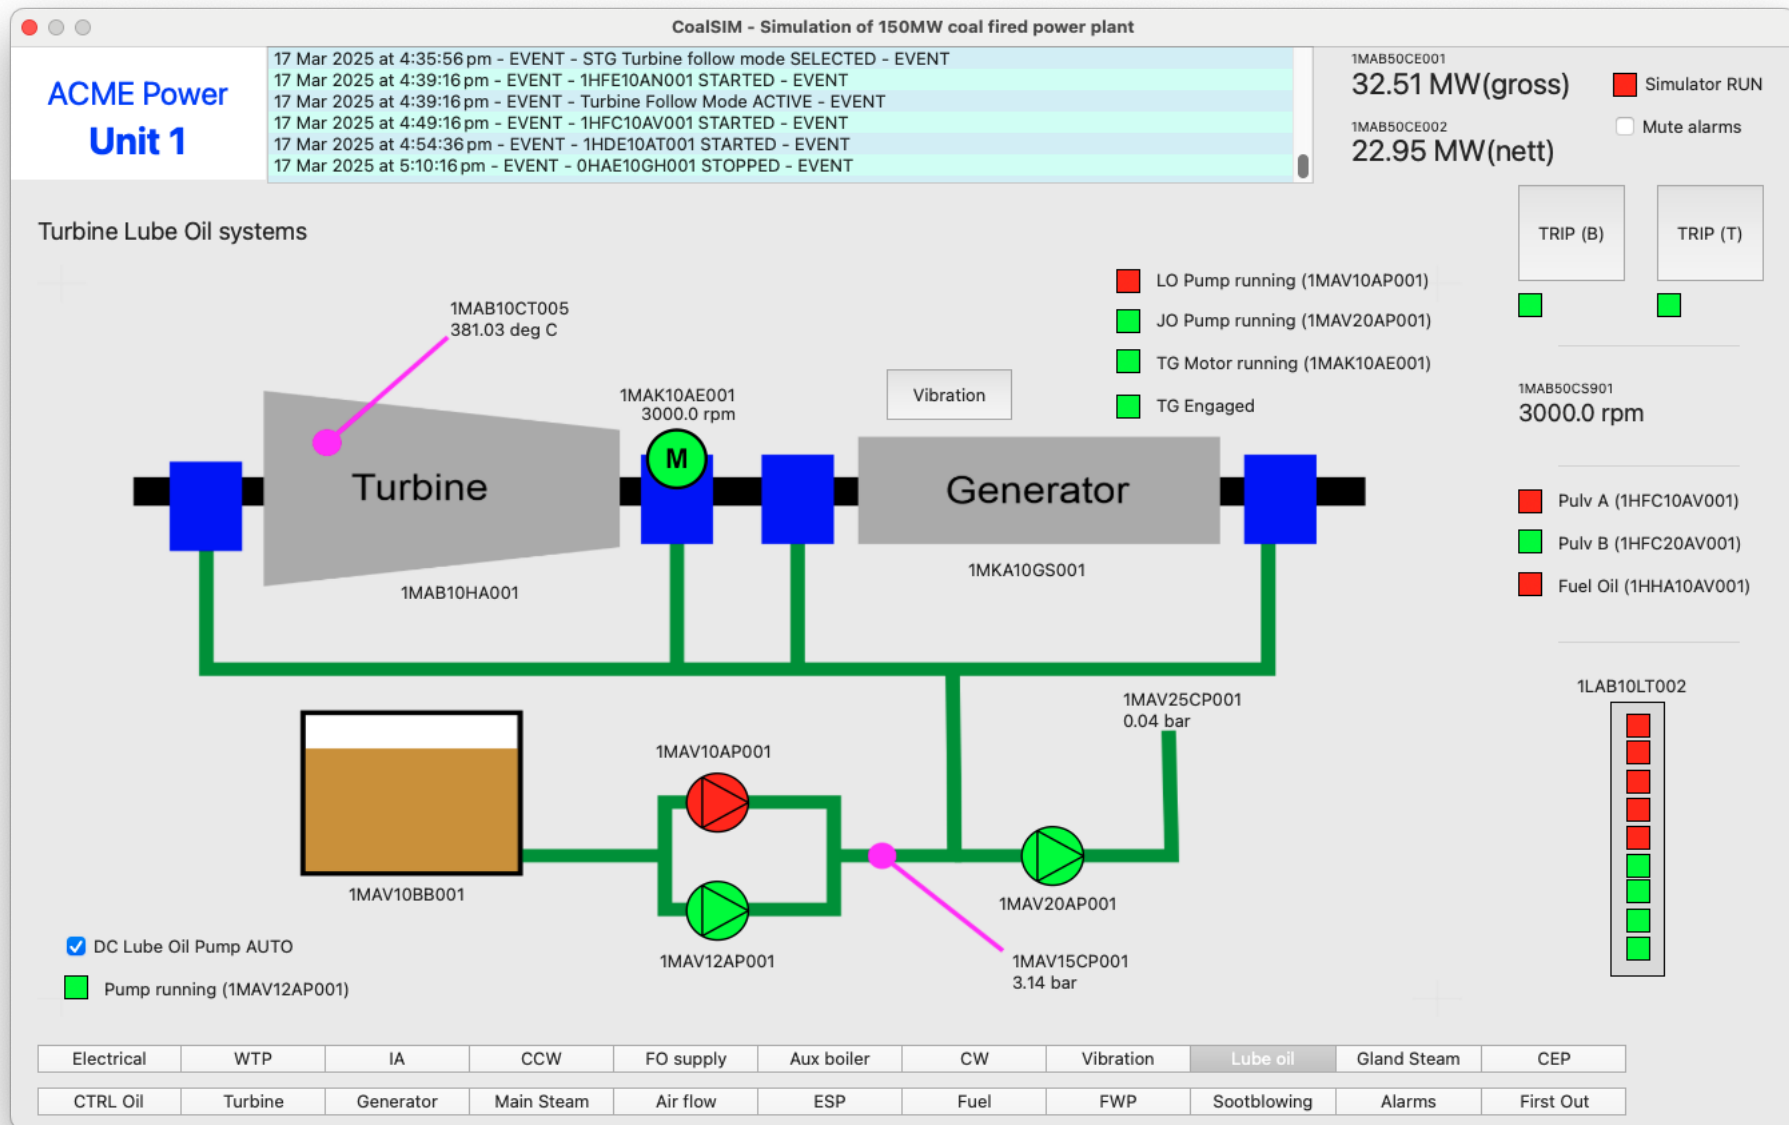 CoalSIM - Simulation of 150MW coal fired power plant
ACME Power
Unit 1
17 Mar 2025 at 4:35:56 pm - EVENT - STG Turbine follow mode SELECTED - EVENT
17 Mar 2025 at 4:39:16 pm - EVENT - 1HFE10AN001 STARTED - EVENT
17 Mar 2025 at 4:39:16 pm - EVENT - Turbine Follow Mode ACTIVE - EVENT
17 Mar 2025 at 4:49:16 pm - EVENT - 1HFC10AV001 STARTED - EVENT
17 Mar 2025 at 4:54:36 pm - EVENT - 1HDE10AT001 STARTED - EVENT
17 Mar 2025 at 5:10:16 pm - EVENT - 0HAE10GH001 STOPPED - EVENT
1MAB50CE001
32.51 MW(gross)
1MAB50CE002
22.95 MW(nett)
Simulator RUN
Mute alarms
TRIP (B)
TRIP (T)
Turbine Lube Oil systems
LO Pump running (1MAV10AP001)
JO Pump running (1MAV20AP001)
TG Motor running (1MAK10AE001)
TG Engaged
1MAB10CT005
381.03 deg C
1MAK10AE001
3000.0 rpm
Vibration
M
Turbine
Generator
1MAB10HA001
1MKA10GS001
1MAB50CS901
3000.0 rpm
Pulv A (1HFC10AV001)
Pulv B (1HFC20AV001)
Fuel Oil (1HHA10AV001)
1LAB10LT002
1MAV25CP001
0.04 bar
1MAV10AP001
1MAV10BB001
1MAV20AP001
1MAV12AP001
1MAV15CP001
3.14 bar
DC Lube Oil Pump AUTO
Pump running (1MAV12AP001)
Electrical WTP IA CCW FO supply Aux boiler CW Vibration Lube oil Gland Steam CEP
CTRL Oil Turbine Generator Main Steam Air flow ESP Fuel FWP Sootblowing Alarms First Out